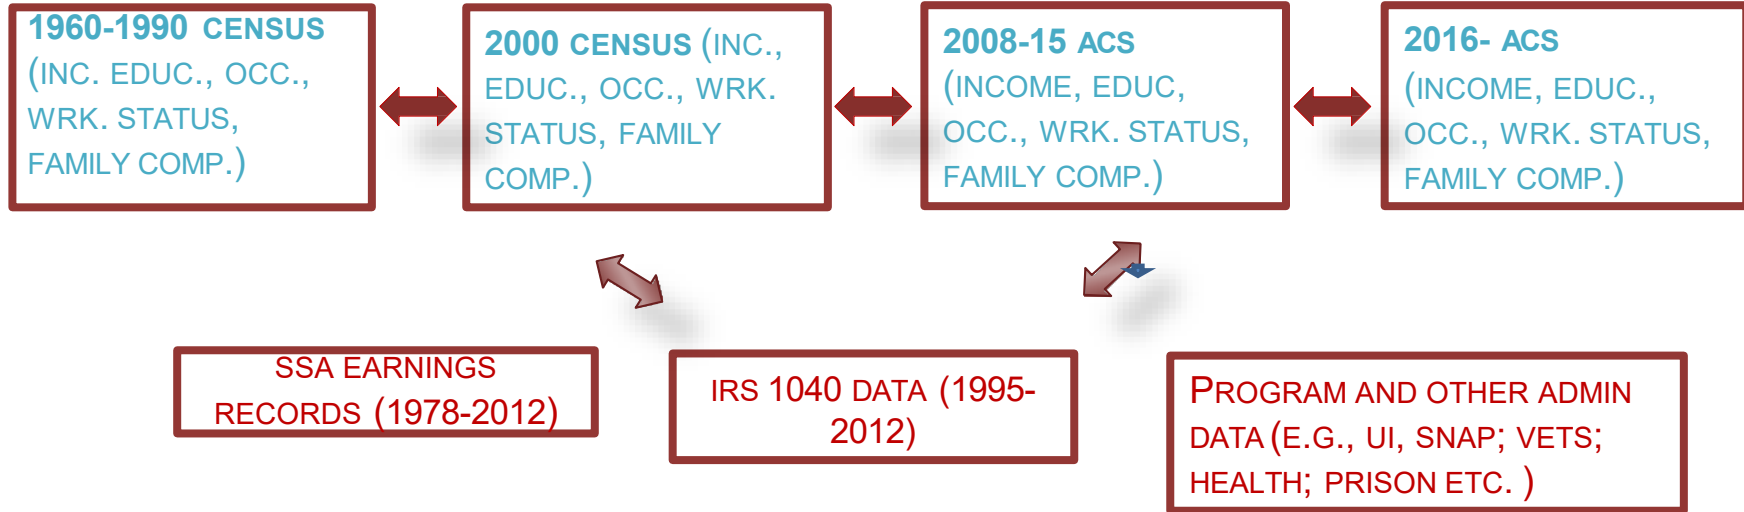 1960-1990 CENSUS
(INC. EDUC., OCC.,
WRK. STATUS,
FAMILY COMP.)
2000 CENSUS (INC.,
EDUC., OCC., WRK.
STATUS, FAMILY
COMP.)
2008-15 ACS
(INCOME, EDUC,
OCC., WRK. STATUS,
FAMILY COMP.)
2016- ACS
(INCOME, EDUC.,
OCC., WRK. STATUS,
FAMILY COMP.)
SSA EARNINGS
RECORDS (1978-2012)
IRS 1040 DATA (1995-
2012)
PROGRAM AND OTHER ADMIN
DATA (E.G., UI, SNAP; VETS;
HEALTH; PRISON ETC. )